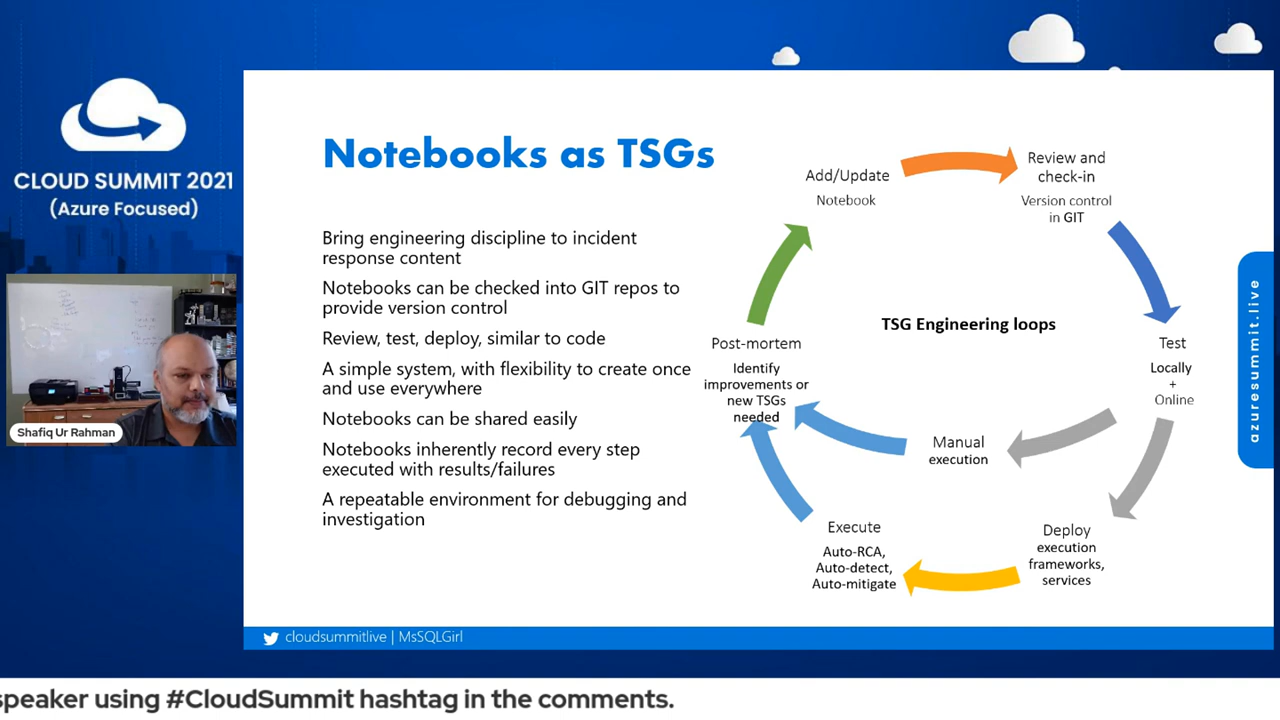 CLOUD SUMMIT 2021
(Azure Focused)
Shafiq Ur Rahman
Notebooks as TSGs
Bring engineering discipline to incident
response content
Notebooks can be checked into GIT repos to
provide version control
Review, test, deploy, similar to code
A simple system, with flexibility to create once
and use everywhere
Notebooks can be shared easily
Notebooks inherently record every step
executed with results/failures
A repeatable environment for debugging and
investigation
Add/Update
Notebook
Review and
check-in
Version control
in GIT
TSG Engineering loops
Test
Locally
+
Online
Post-mortem
Identify
improvements or
new TSGs
needed
Manual
execution
Deploy
execution
frameworks,
services
Execute
Auto-RCA,
Auto-detect,
Auto-mitigate
azuresummit.live
cloudsummitlive | MsSQLGirl
speaker using #CloudSummit hashtag in the comments.